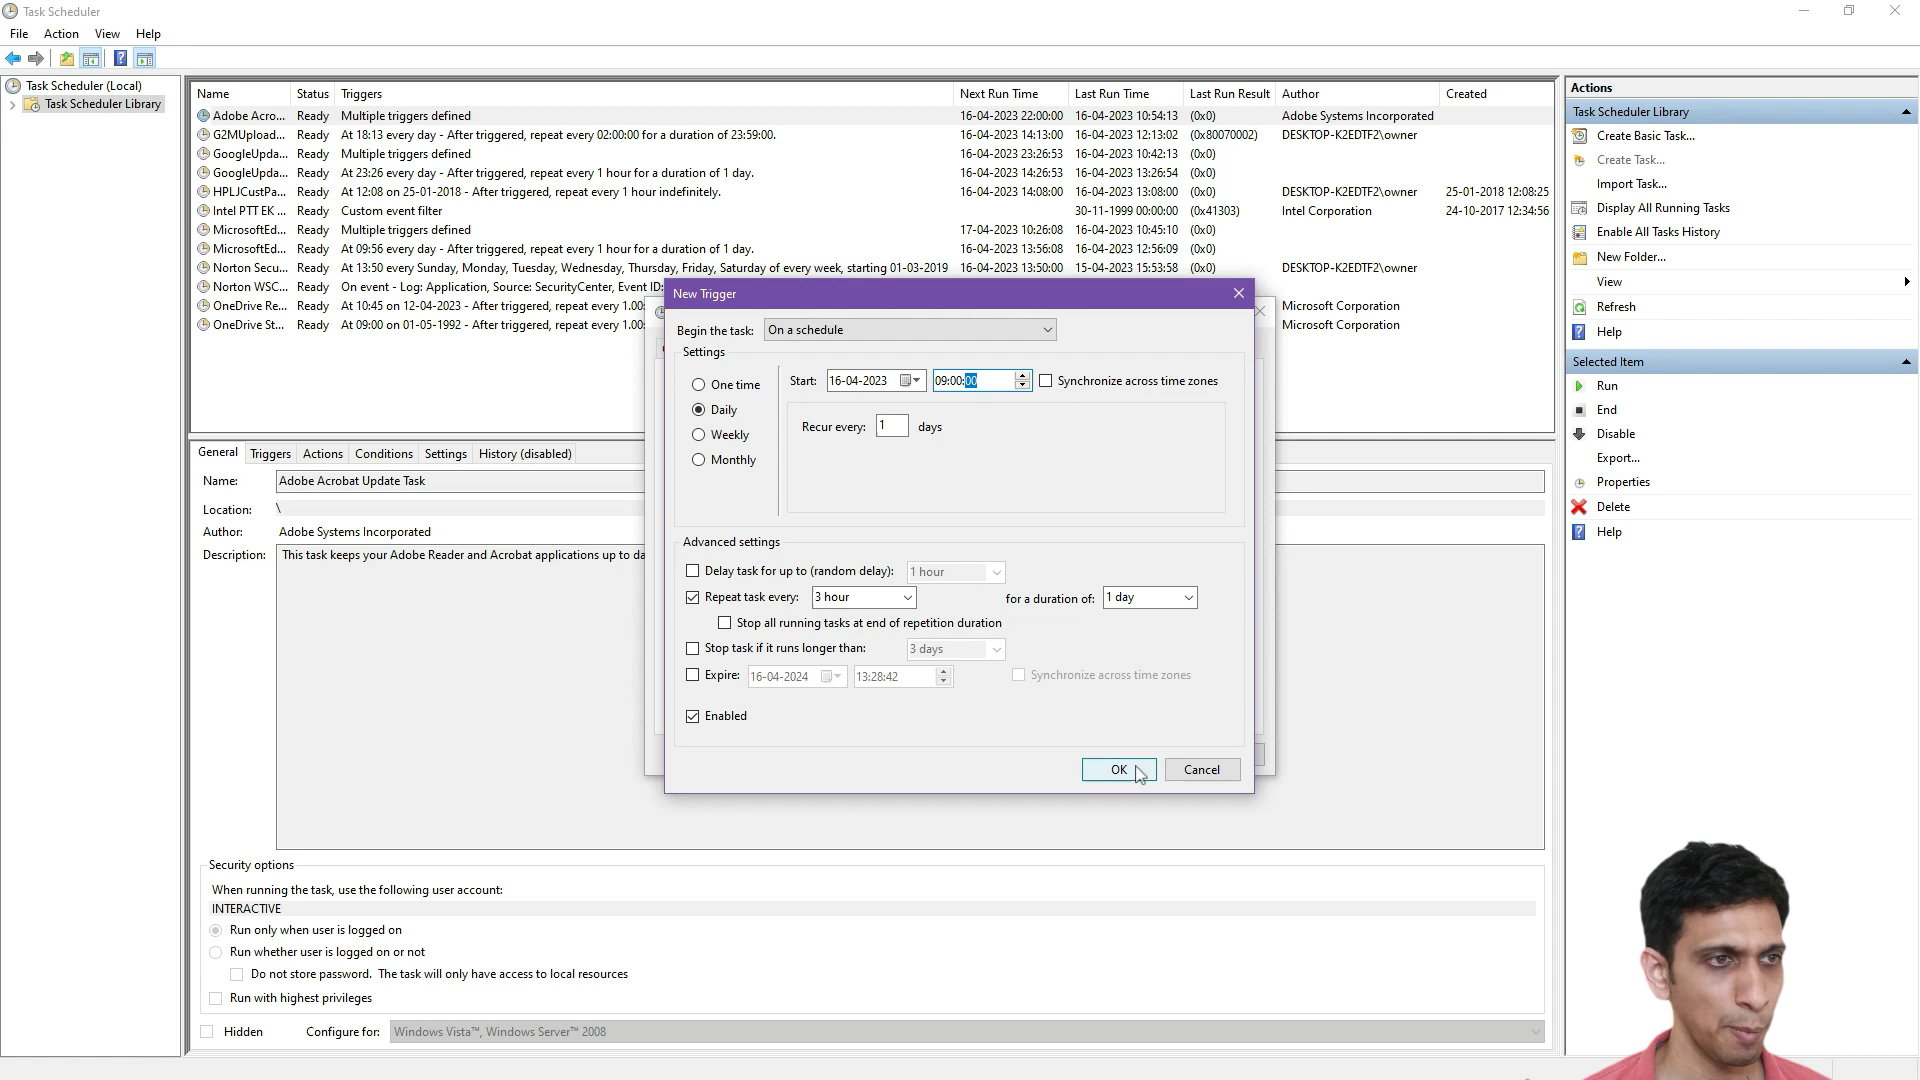 Task Scheduler
File Action View Help
Task Scheduler (Local)
Task Scheduler Library
Name Status Triggers Next Run Time Last Run Time Last Run Result Author Created
Adobe Acro... Ready Multiple triggers defined 16-04-2023 22:00:00 16-04-2023 10:54:13 (0x0) Adobe Systems Incorporated
G2MUpload... Ready At 18:13 every day - After triggered, repeat every 02:00:00 for a duration of 23:59:00. 16-04-2023 14:13:00 16-04-2023 12:13:02 (0x80070002) DESKTOP-K2EDTF2\owner
GoogleUpda... Ready Multiple triggers defined 16-04-2023 23:26:53 16-04-2023 10:42:13 (0x0)
GoogleUpda... Ready At 23:26 every day - After triggered, repeat every 1 hour for a duration of 1 day. 16-04-2023 14:26:53 16-04-2023 13:26:54 (0x0)
HPLJCustPa... Ready At 12:08 on 25-01-2018 - After triggered, repeat every 1 hour indefinitely. 16-04-2023 14:08:00 16-04-2023 13:08:00 (0x0) DESKTOP-K2EDTF2\owner 25-01-2018 12:08:25
Intel PTT EK ... Ready Custom event filter 30-11-1999 00:00:00 (0x41303) Intel Corporation 24-10-2017 12:34:56
MicrosoftEd... Ready Multiple triggers defined 17-04-2023 10:26:08 16-04-2023 10:45:10 (0x0)
MicrosoftEd... Ready At 09:56 every day - After triggered, repeat every 1 hour for a duration of 1 day. 16-04-2023 13:56:08 16-04-2023 12:56:09 (0x0)
Norton Secu... Ready At 13:50 every Sunday, Monday, Tuesday, Wednesday, Thursday, Friday, Saturday of every week, starting 01-03-2019 16-04-2023 13:50:00 15-04-2023 15:53:58 (0x0) DESKTOP-K2EDTF2\owner
Norton WSC... Ready On event - Log: Application, Source: SecurityCenter, Event ID:
OneDrive Re... Ready At 10:45 on 12-04-2023 - After triggered, repeat every 1.00: Microsoft Corporation
OneDrive St... Ready At 09:00 on 01-05-1992 - After triggered, repeat every 1.00: Microsoft Corporation
New Trigger
Begin the task: On a schedule
Settings
One time
Daily
Weekly
Monthly
Start: 16-04-2023 09:00:00 Synchronize across time zones
Recur every: 1 days
Advanced settings
Delay task for up to (random delay): 1 hour
Repeat task every: 3 hour for a duration of: 1 day
Stop all running tasks at end of repetition duration
Stop task if it runs longer than: 3 days
Expire: 16-04-2024 13:28:42 Synchronize across time zones
Enabled
OK Cancel
General Triggers Actions Conditions Settings History (disabled)
Name: Adobe Acrobat Update Task
Location: \
Author: Adobe Systems Incorporated
Description: This task keeps your Adobe Reader and Acrobat applications up to da
Security options
When running the task, use the following user account:
INTERACTIVE
Run only when user is logged on
Run whether user is logged on or not
Do not store password. The task will only have access to local resources
Run with highest privileges
Hidden Configure for: Windows Vista™, Windows Server™ 2008
Actions
Task Scheduler Library
Create Basic Task...
Create Task...
Import Task...
Display All Running Tasks
Enable All Tasks History
New Folder...
View
Refresh
Help
Selected Item
Run
End
Disable
Export...
Properties
Delete
Help